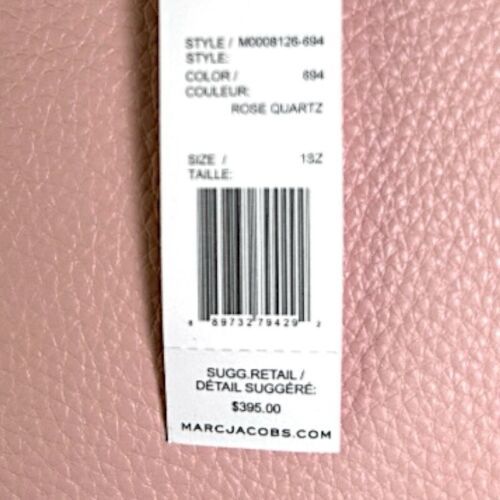 STYLE / M0008126-694
STYLE:
COLOR / 694
COULEUR:
ROSE QUARTZ
SIZE / 1SZ
TAILLE:
8 89732 79429 2
SUGG.RETAIL /
DÉTAIL SUGGÉRÉ:
$395.00
MARCJACOBS.COM